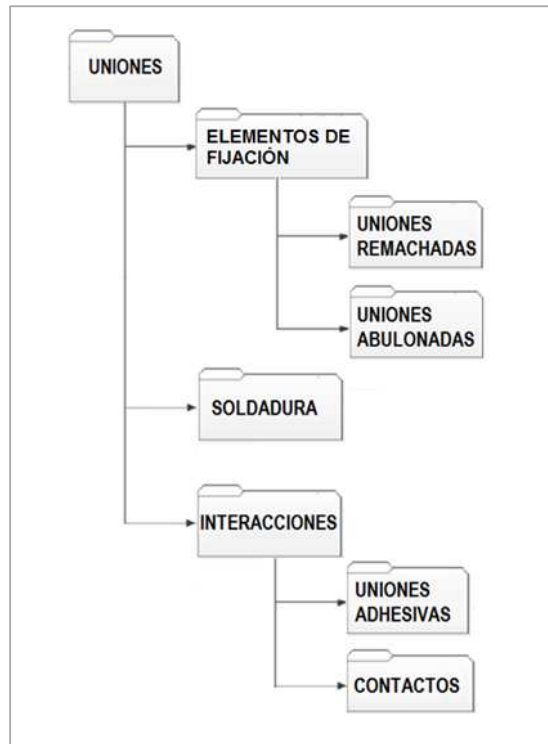 UNIONES
ELEMENTOS DE
FIJACIÓN
UNIONES
REMACHADAS
UNIONES
ABULONADAS
SOLDADURA
INTERACCIONES
UNIONES
ADHESIVAS
CONTACTOS